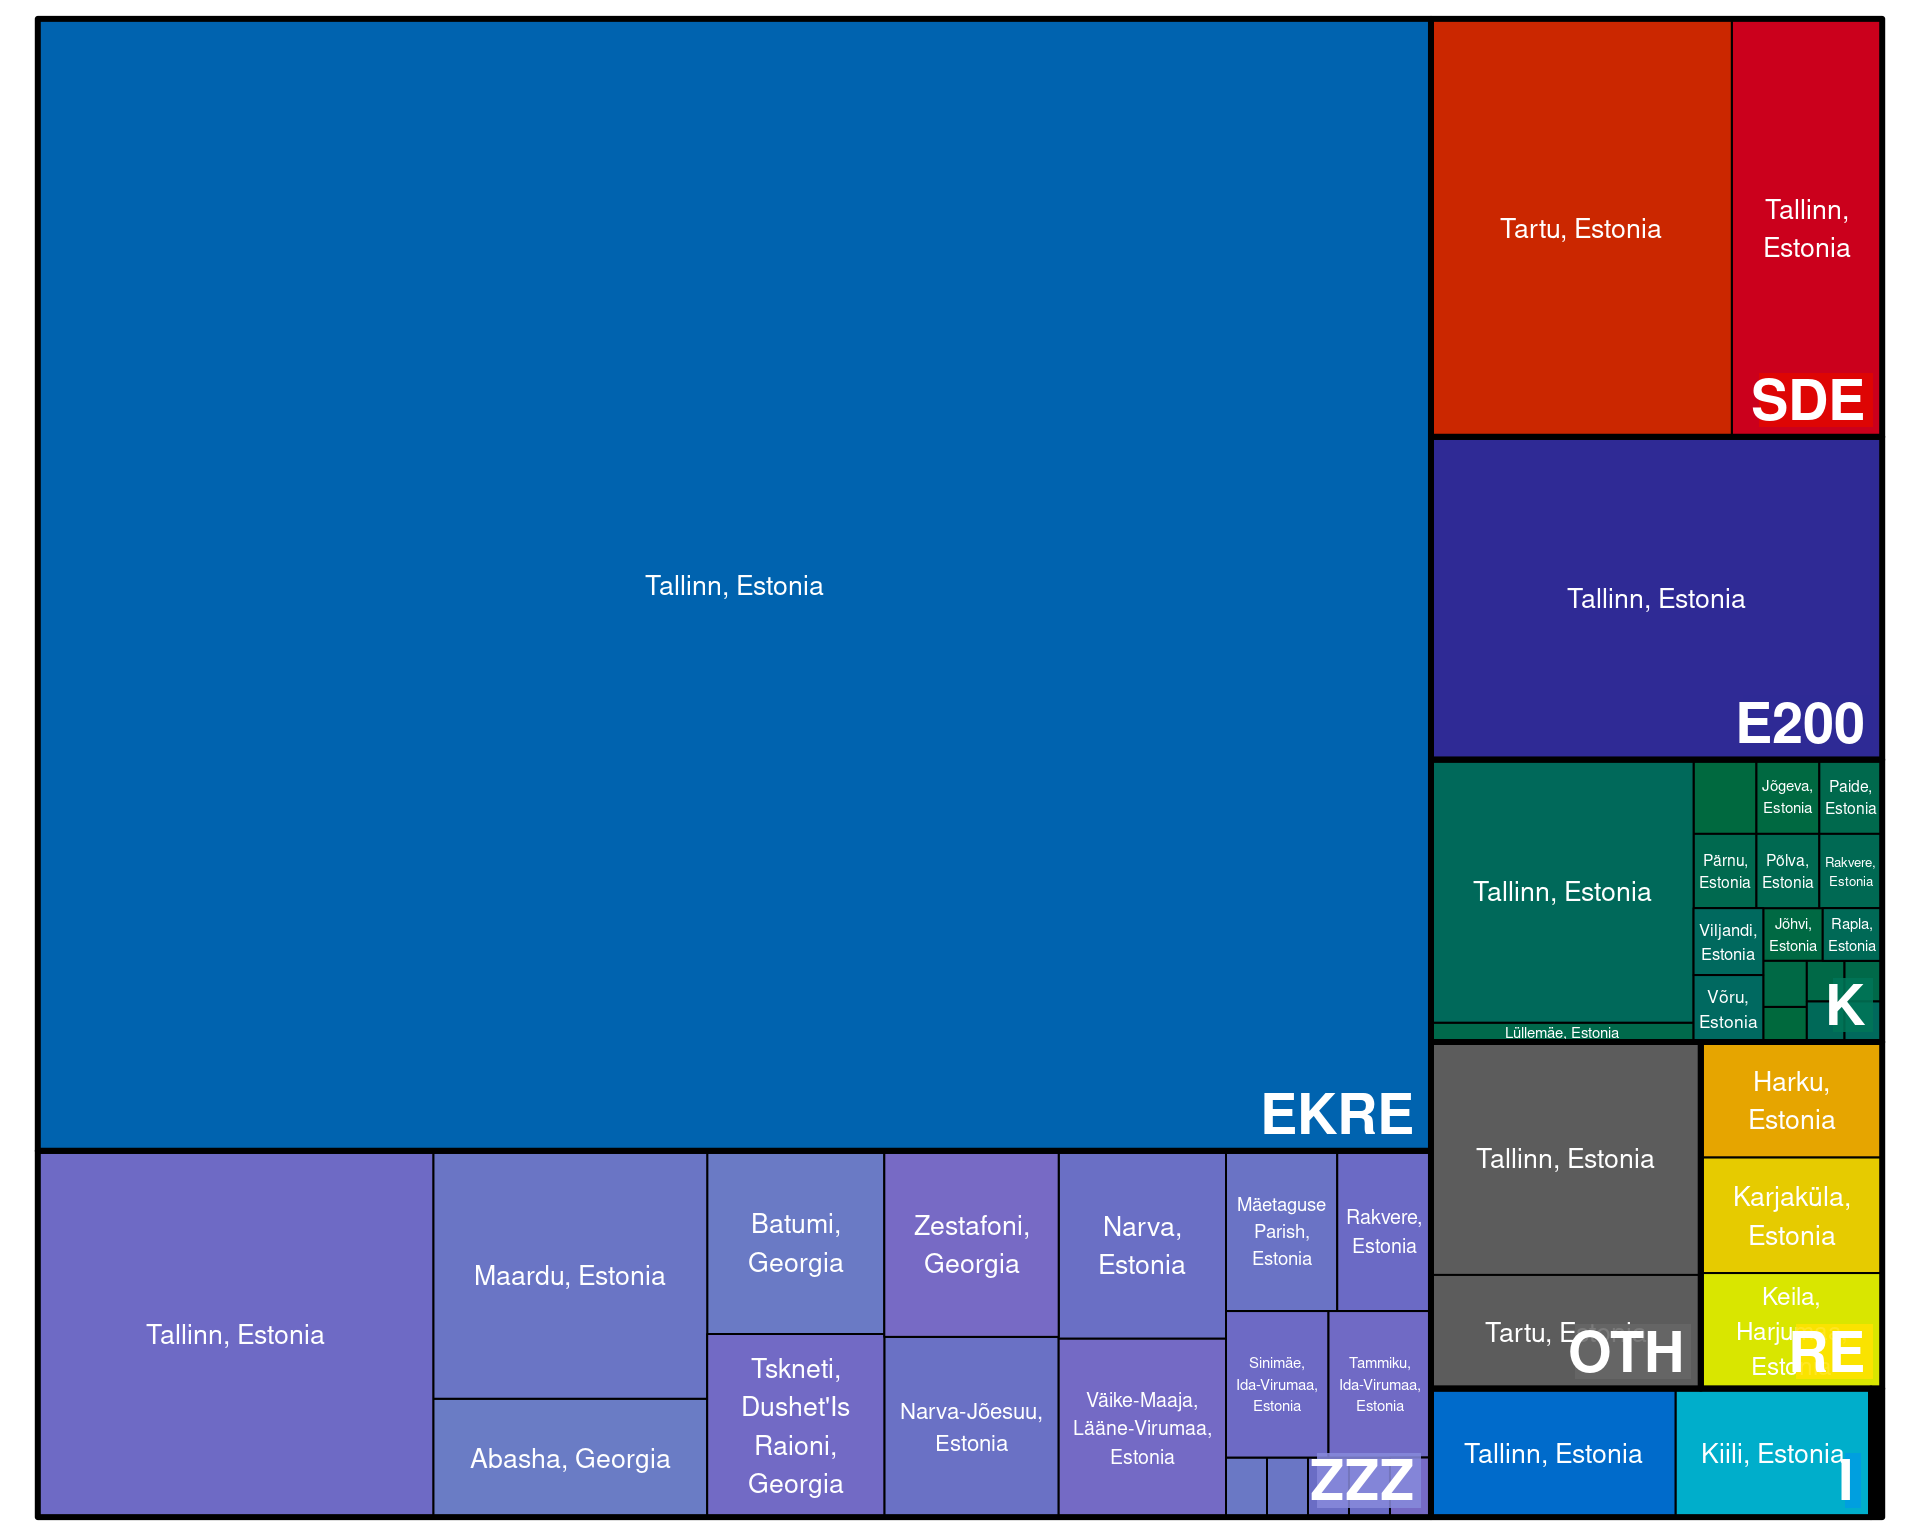 Tallinn, Estonia
EKRE
Tartu, Estonia
Tallinn,
Estonia
SDE
Tallinn, Estonia
E200
Tallinn, Estonia
Jõgeva,
Estonia
Paide,
Estonia
Pärnu,
Estonia
Põlva,
Estonia
Rakvere,
Estonia
Viljandi,
Estonia
Jõhvi,
Estonia
Rapla,
Estonia
Võru,
Estonia
Lüllemäe, Estonia
K
Tallinn, Estonia
Tartu, Estonia
OTH
Harku,
Estonia
Karjaküla,
Estonia
Keila,
Estonia
RE
Tallinn, Estonia
Kiili, Estonia
I
Tallinn, Estonia
Maardu, Estonia
Abasha, Georgia
Batumi,
Georgia
Tskneti,
Dushet'Is
Raioni,
Georgia
Zestafoni,
Georgia
Narva-Jõesuu,
Estonia
Narva,
Estonia
Väike-Maaja,
Lääne-Virumaa,
Estonia
Mäetaguse
Parish,
Estonia
Rakvere,
Estonia
Sinimäe,
Ida-Virumaa,
Estonia
Tammiku,
Ida-Virumaa,
Estonia
ZZZ